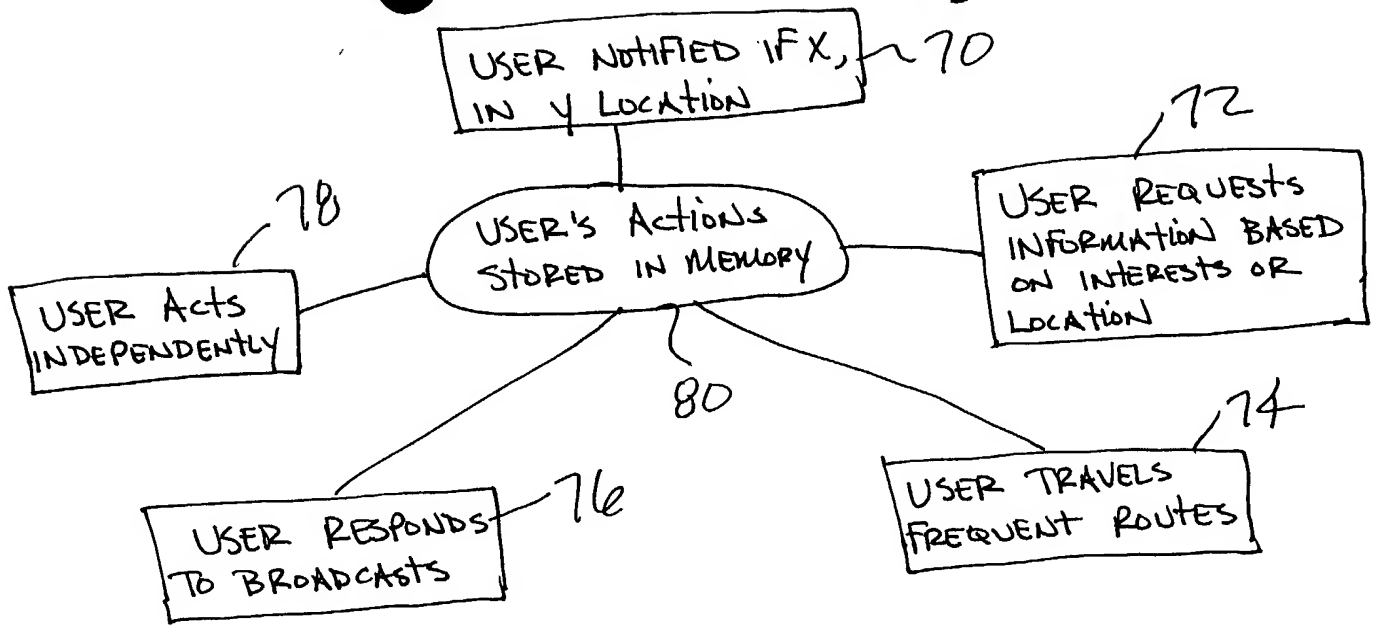 USER NOTIFIED IF X,
IN Y LOCATION
70
72
USER REQUESTS
INFORMATION BASED
ON INTERESTS OR
LOCATION
78
USER'S ACTIONS
STORED IN MEMORY
USER ACTS
INDEPENDENTLY
80
74
76
USER RESPONDS
TO BROADCASTS
USER TRAVELS
FREQUENT ROUTES